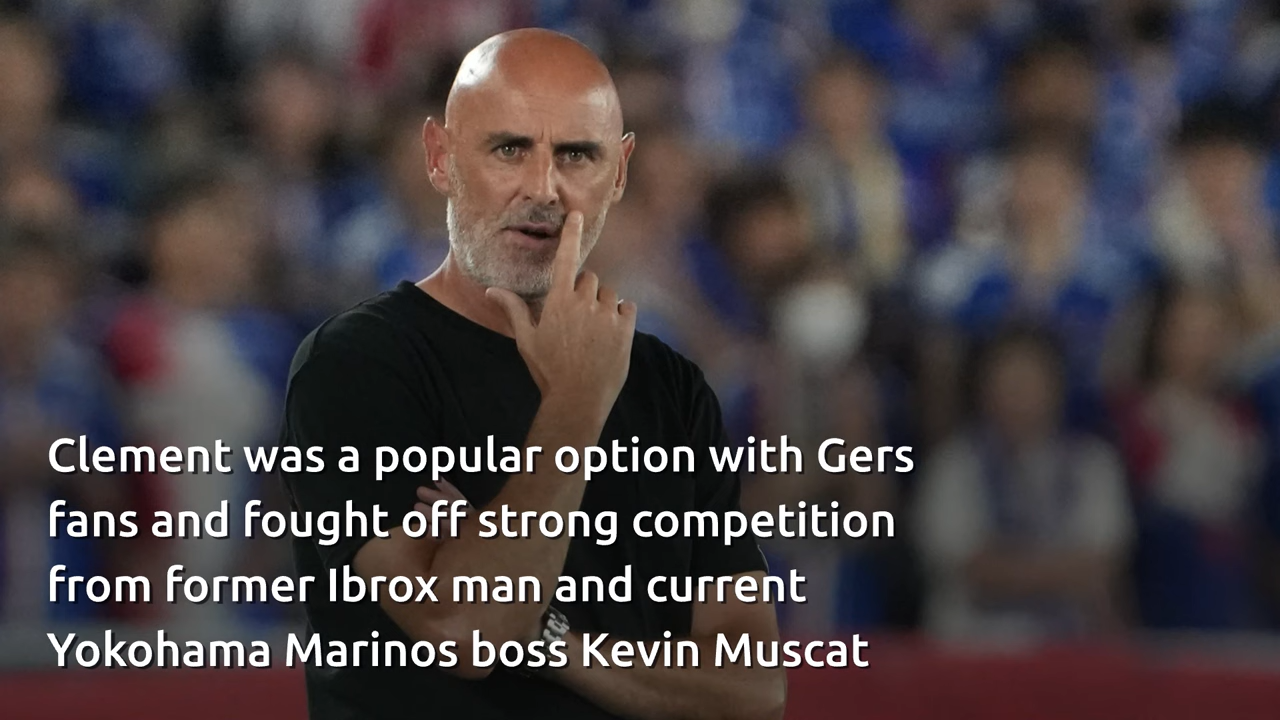 Clement was a popular option with Gers
fans and fought off strong competition
from former Ibrox man and current
Yokohama Marinos boss Kevin Muscat